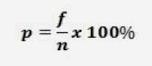 p = f/n x 100%